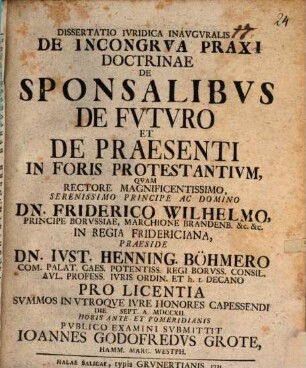 24
DISSERTATIO IVRIDICA INAVGVRALIS 17.
DE INCONGRVA PRAXI
DOCTRINAE
DE
SPONSALIBVS
DE FVTVRO
ET
DE PRAESENTI
IN FORIS PROTESTANTIVM,
QVAM
RECTORE MAGNIFICENTISSIMO,
SERENISSIMO PRINCIPE AC DOMINO
DN. FRIDERICO WILHELMO,
PRINCIPE BORVSSIAE, MARCHIONE BRANDENB. &c. &c.
IN REGIA FRIDERICIANA,
PRAESIDE
DN. IVST. HENNING. BÖHMERO
COM. PALAT. CAES. POTENTISS. REGI BORVSS. CONSIL.
AVL. PROFESS. IVRIS ORDIN. ET h. t. DECANO
PRO LICENTIA
SVMMOS IN VTROQVE IVRE HONORES CAPESSENDI
DIE. SEPT. A. MDCCXII.
HORIS ANTE- ET POMERIDIANIS
PVBLICO EXAMINI SVBMITTIT
IOANNES GODOFREDVS GROTE,
HAMM. MARC. WESTPH.
HALAE SALICAE, typis GRVNERTIANIS.